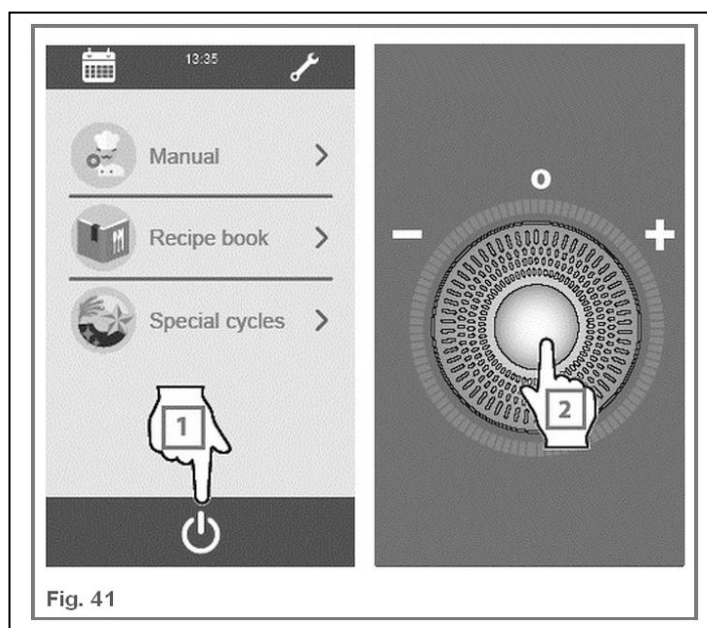 13:35
Manual
Recipe book
Special cycles
1
o
− +
2
Fig. 41